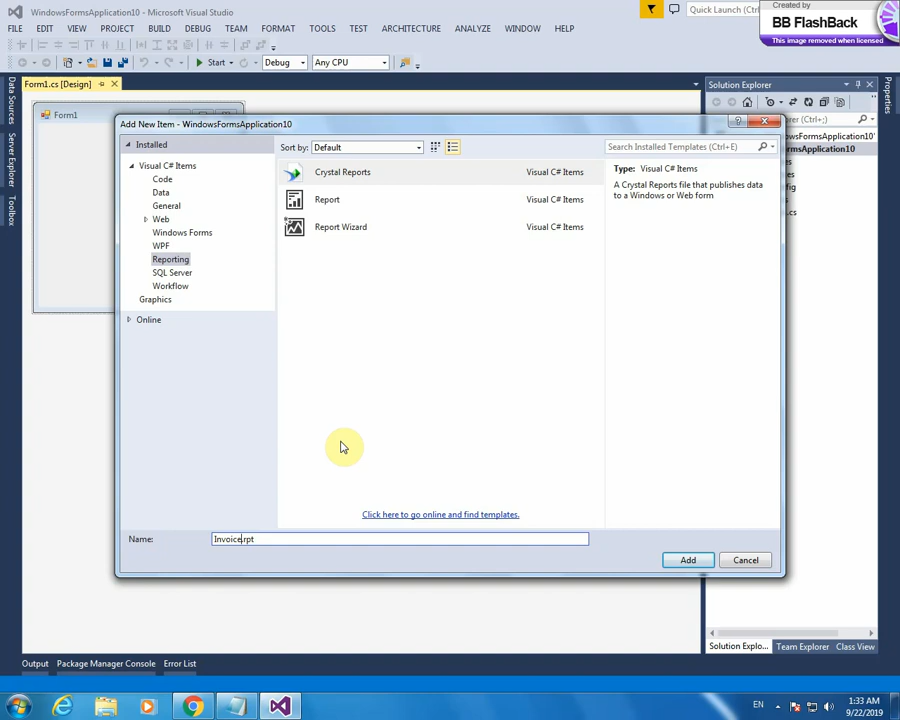 WindowsFormsApplication10 - Microsoft Visual Studio
Quick Launch (Ctrl+Q)
Created by
BB FlashBack
This image removed when licensed
FILE EDIT VIEW PROJECT BUILD DEBUG TEAM FORMAT TOOLS TEST ARCHITECTURE ANALYZE WINDOW HELP
Start Debug Any CPU
Form1.cs [Design]
Solution Explorer
Properties
Data Sources
Server Explorer
Toolbox
Form1
Add New Item - WindowsFormsApplication10
Installed
Sort by: Default
Search Installed Templates (Ctrl+E)
Visual C# Items
Code
Data
General
Web
Windows Forms
WPF
Reporting
SQL Server
Workflow
Graphics
Online
Crystal Reports Visual C# Items
Report Visual C# Items
Report Wizard Visual C# Items
Type: Visual C# Items
A Crystal Reports file that publishes data
to a Windows or Web form
Click here to go online and find templates.
Name: Invoice.rpt
Add Cancel
Solution Explo... Team Explorer Class View
Output Package Manager Console Error List
EN
1:33 AM
9/22/2019